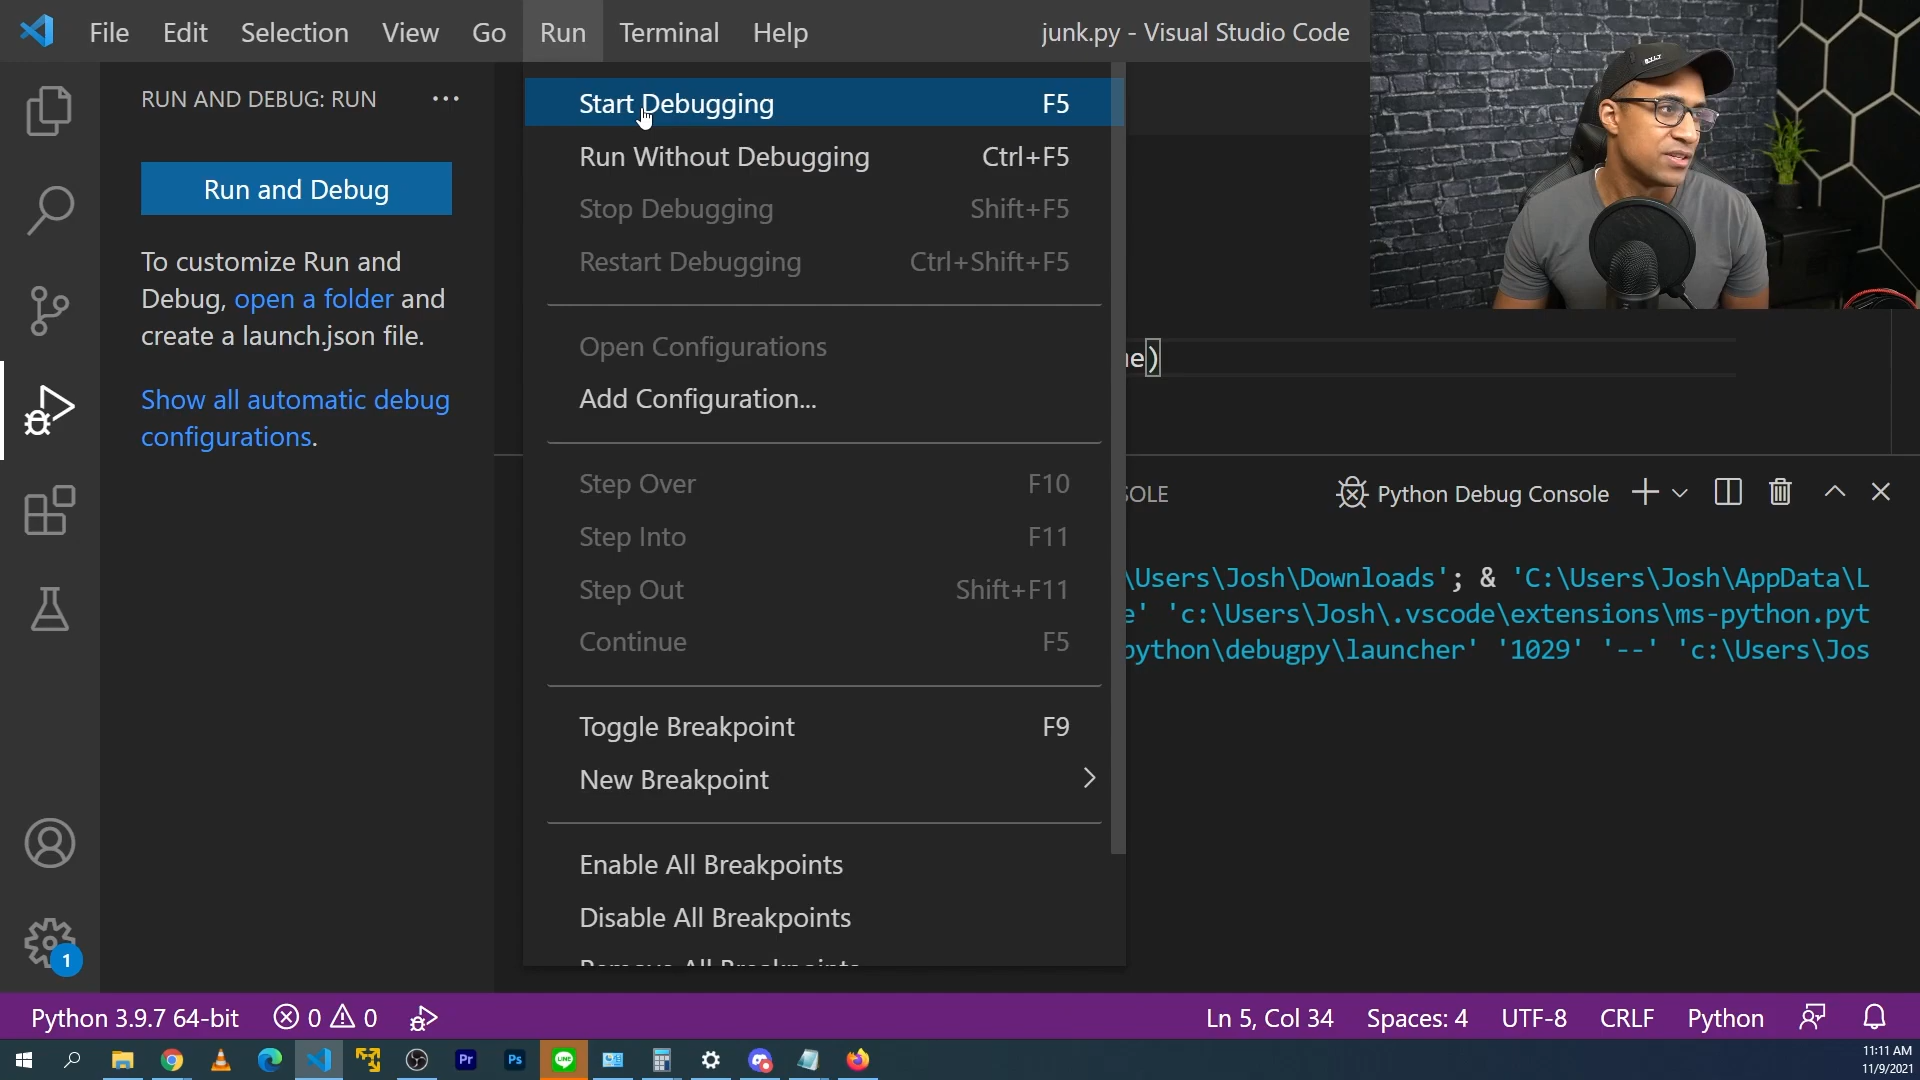 File Edit Selection View Go Run Terminal Help
junk.py - Visual Studio Code
RUN AND DEBUG: RUN
Run and Debug
To customize Run and
Debug, open a folder and
create a launch.json file.
Show all automatic debug
configurations.
Start Debugging F5
Run Without Debugging Ctrl+F5
Stop Debugging Shift+F5
Restart Debugging Ctrl+Shift+F5
Open Configurations
Add Configuration...
Step Over F10
Step Into F11
Step Out Shift+F11
Continue F5
Toggle Breakpoint F9
New Breakpoint
Enable All Breakpoints
Disable All Breakpoints
e)
SOLE
Python Debug Console
\Users\Josh\Downloads'; & 'C:\Users\Josh\AppData\L
e' 'c:\Users\Josh\.vscode\extensions\ms-python.pyt
python\debugpy\launcher' '1029' '--' 'c:\Users\Jos
1
Python 3.9.7 64-bit 0 0
Ln 5, Col 34 Spaces: 4 UTF-8 CRLF Python
Pr Ps LINE
11:11 AM
11/9/2021